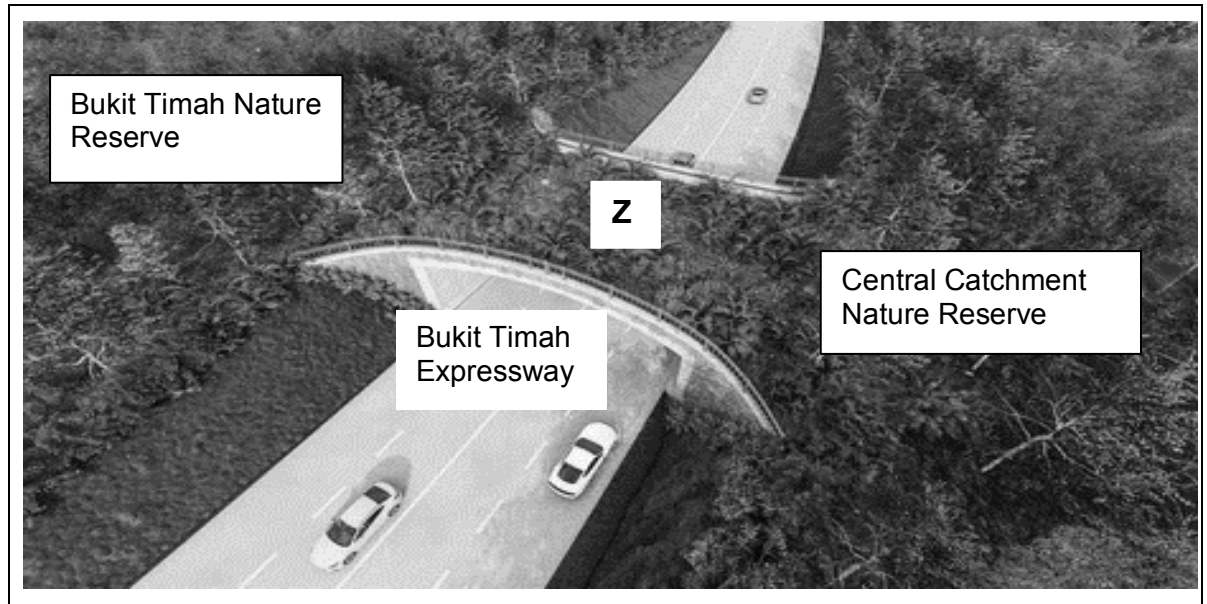 Bukit Timah Nature
Reserve
Z
Central Catchment
Nature Reserve
Bukit Timah
Expressway